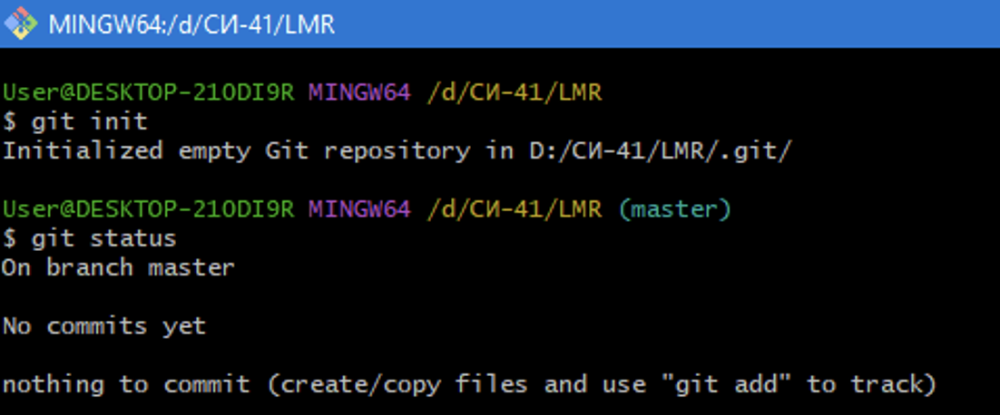 MINGW64:/d/СИ-41/LMR
User@DESKTOP-21ODI9R MINGW64 /d/СИ-41/LMR
$ git init
Initialized empty Git repository in D:/СИ-41/LMR/.git/
User@DESKTOP-21ODI9R MINGW64 /d/СИ-41/LMR (master)
$ git status
On branch master
No commits yet
nothing to commit (create/copy files and use "git add" to track)